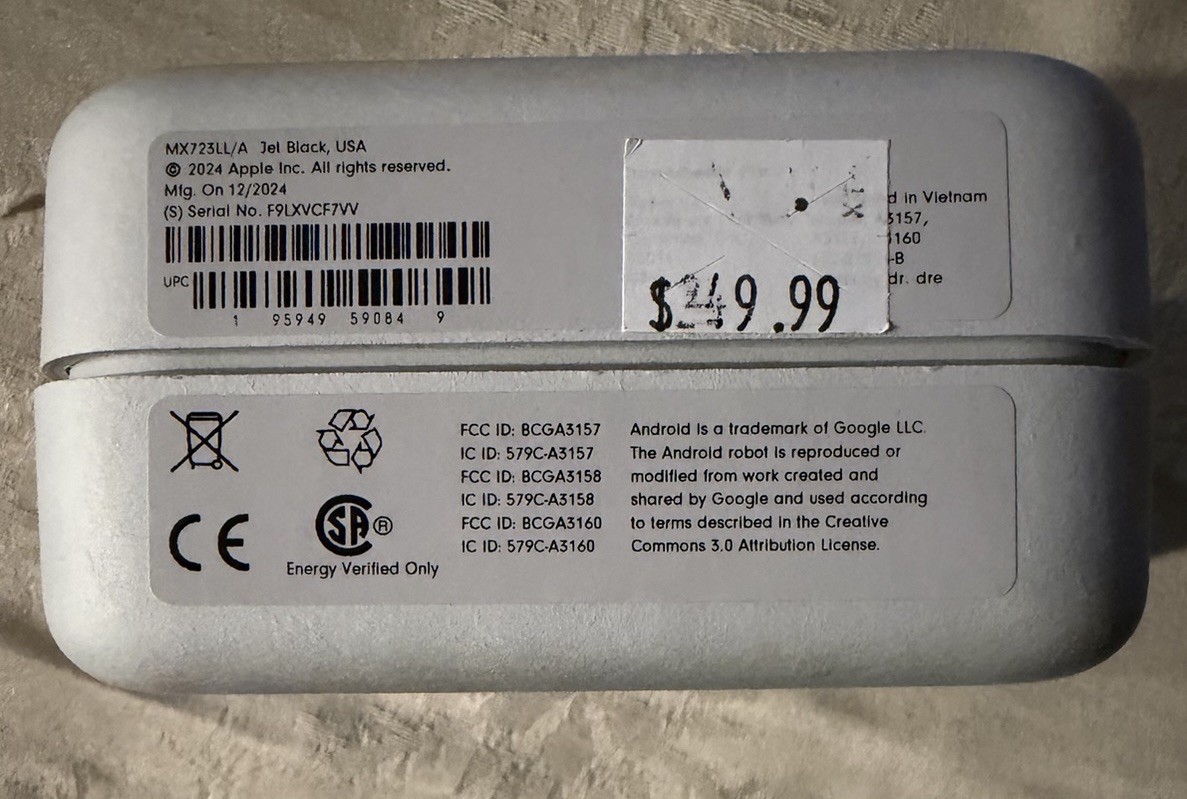 MX723LL/A Jet Black, USA
© 2024 Apple Inc. All rights reserved.
Mfg. On 12/2024
(S) Serial No. F9LXVCF7VV
UPC
1 95949 59084 9
d in Vietnam
3157,
3160
-B
dr. dre
$249.99
CE
SA®
Energy Verified Only
FCC ID: BCGA3157
IC ID: 579C-A3157
FCC ID: BCGA3158
IC ID: 579C-A3158
FCC ID: BCGA3160
IC ID: 579C-A3160
Android is a trademark of Google LLC.
The Android robot is reproduced or
modified from work created and
shared by Google and used according
to terms described in the Creative
Commons 3.0 Attribution License.